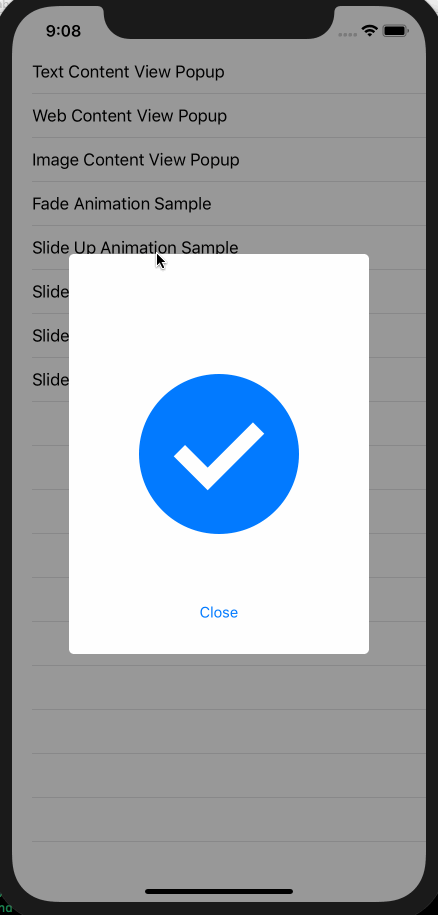 9:08
Text Content View Popup
Web Content View Popup
Image Content View Popup
Fade Animation Sample
Slide Up Animation Sample
Slide
Slide
Slide
Close